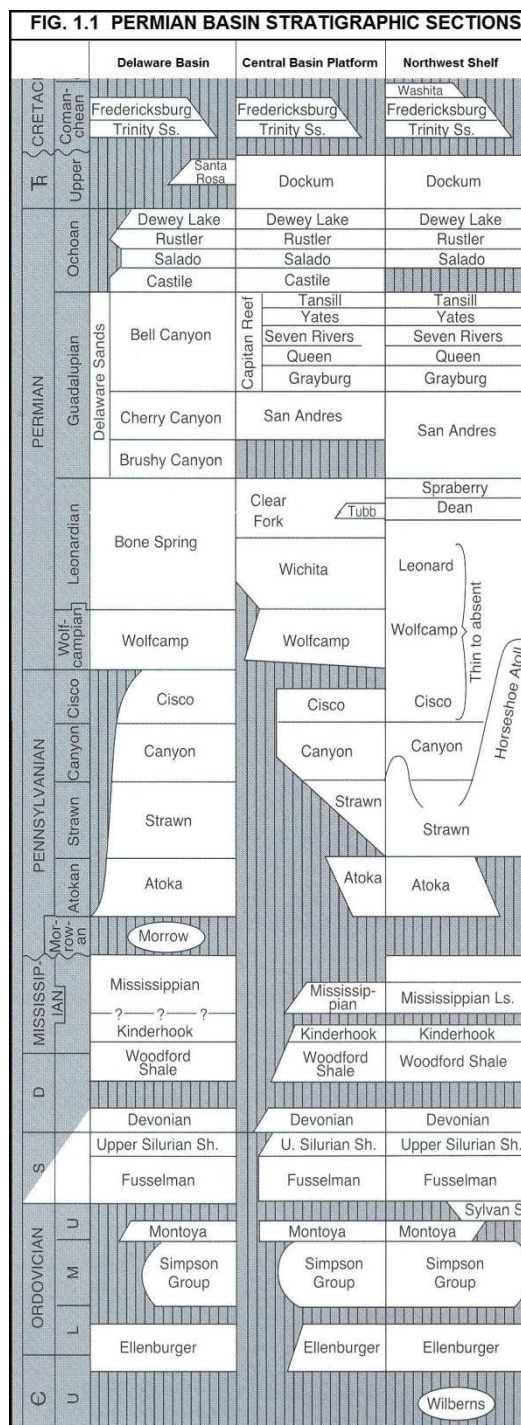 FIG. 1.1 PERMIAN BASIN STRATIGRAPHIC SECTIONS
Delaware Basin
Central Basin Platform
Northwest Shelf
CRETAC
Coman-
chean
Fredericksburg
Trinity Ss.
Fredericksburg
Trinity Ss.
Washita
Fredericksburg
Trinity Ss.
TR
Upper
Santa
Rosa
Dockum
Dockum
PERMIAN
Ochoan
Dewey Lake
Rustler
Salado
Castile
Dewey Lake
Rustler
Salado
Castile
Dewey Lake
Rustler
Salado
Guadalupian
Delaware Sands
Bell Canyon
Cherry Canyon
Brushy Canyon
Capitan Reef
Tansill
Yates
Seven Rivers
Queen
Grayburg
San Andres
Tansill
Yates
Seven Rivers
Queen
Grayburg
San Andres
Leonardian
Bone Spring
Clear
Fork
Tubb
Wichita
Spraberry
Dean
Leonard
Wolf-
campian
Wolfcamp
Wolfcamp
Wolfcamp
Thin to absent
Horseshoe Atoll
PENNSYLVANIAN
Cisco
Cisco
Cisco
Cisco
Canyon
Canyon
Canyon
Canyon
Strawn
Strawn
Strawn
Strawn
Atokan
Atoka
Atoka
Atoka
Mor-
row-
an
Morrow
MISSISSIP-
IAN
Mississippian
? ? ?
Kinderhook
Mississip-
pian
Kinderhook
Mississippian Ls.
Kinderhook
D
Woodford
Shale
Devonian
Woodford
Shale
Devonian
Woodford Shale
Devonian
S
Upper Silurian Sh.
Fusselman
U. Silurian Sh.
Fusselman
Upper Silurian Sh.
Fusselman
ORDOVICIAN
U
Montoya
Montoya
Sylvan S
Montoya
M
Simpson
Group
Simpson
Group
Simpson
Group
L
Ellenburger
Ellenburger
Ellenburger
Є
U
Wilberns